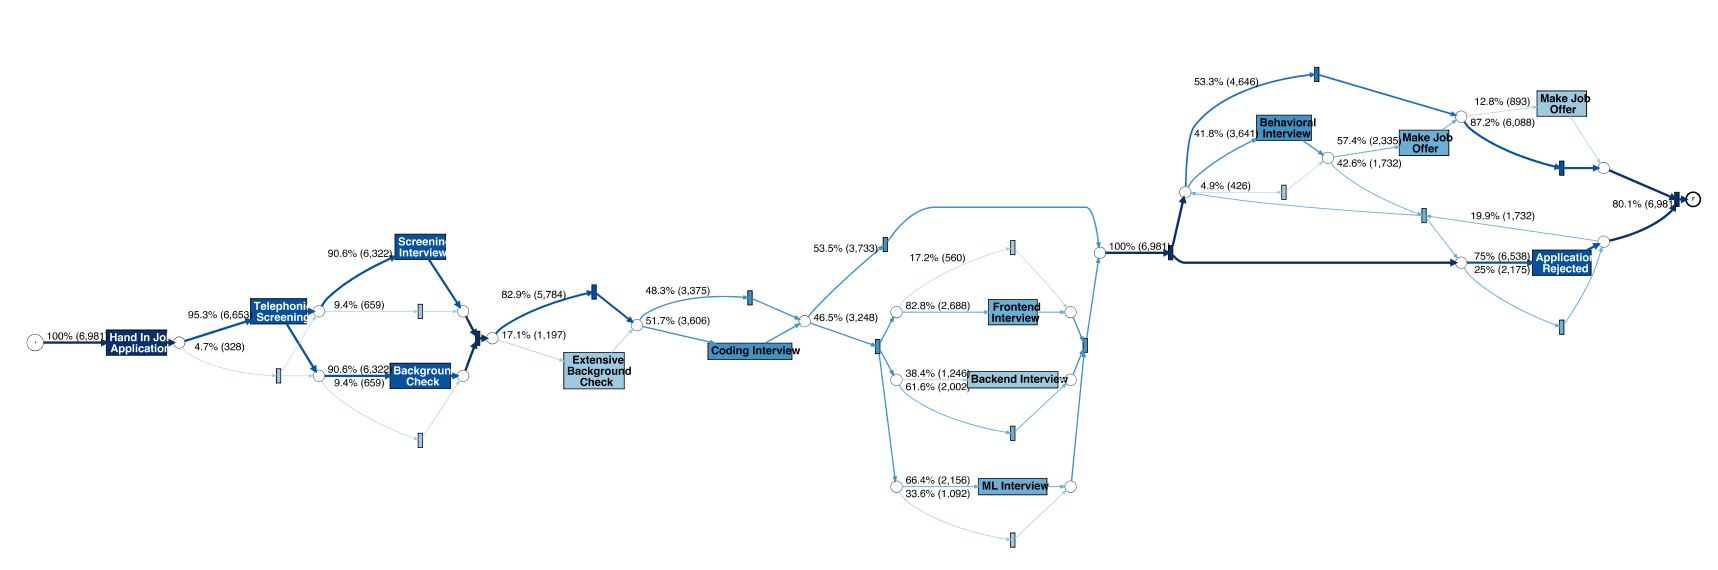 100% (6,981)
Hand In Jo
Application
95.3% (6,653)
4.7% (328)
Telephonic
Screening
90.6% (6,322)
9.4% (659)
Screening
Interview
90.6% (6,322)
9.4% (659)
Background
Check
82.9% (5,784)
17.1% (1,197)
Extensive
Background
Check
48.3% (3,375)
51.7% (3,606)
Coding Interview
53.5% (3,733)
46.5% (3,248)
17.2% (560)
82.8% (2,688)
Frontend
Interview
38.4% (1,246)
61.6% (2,002)
Backend Interview
66.4% (2,156)
33.6% (1,092)
ML Interview
100% (6,981)
53.3% (4,646)
41.8% (3,641)
4.9% (426)
Behavioral
Interview
57.4% (2,335)
42.6% (1,732)
Make Job
Offer
12.8% (893)
87.2% (6,088)
Make Job
Offer
19.9% (1,732)
80.1% (6,981)
75% (6,538)
25% (2,175)
Application
Rejected
F